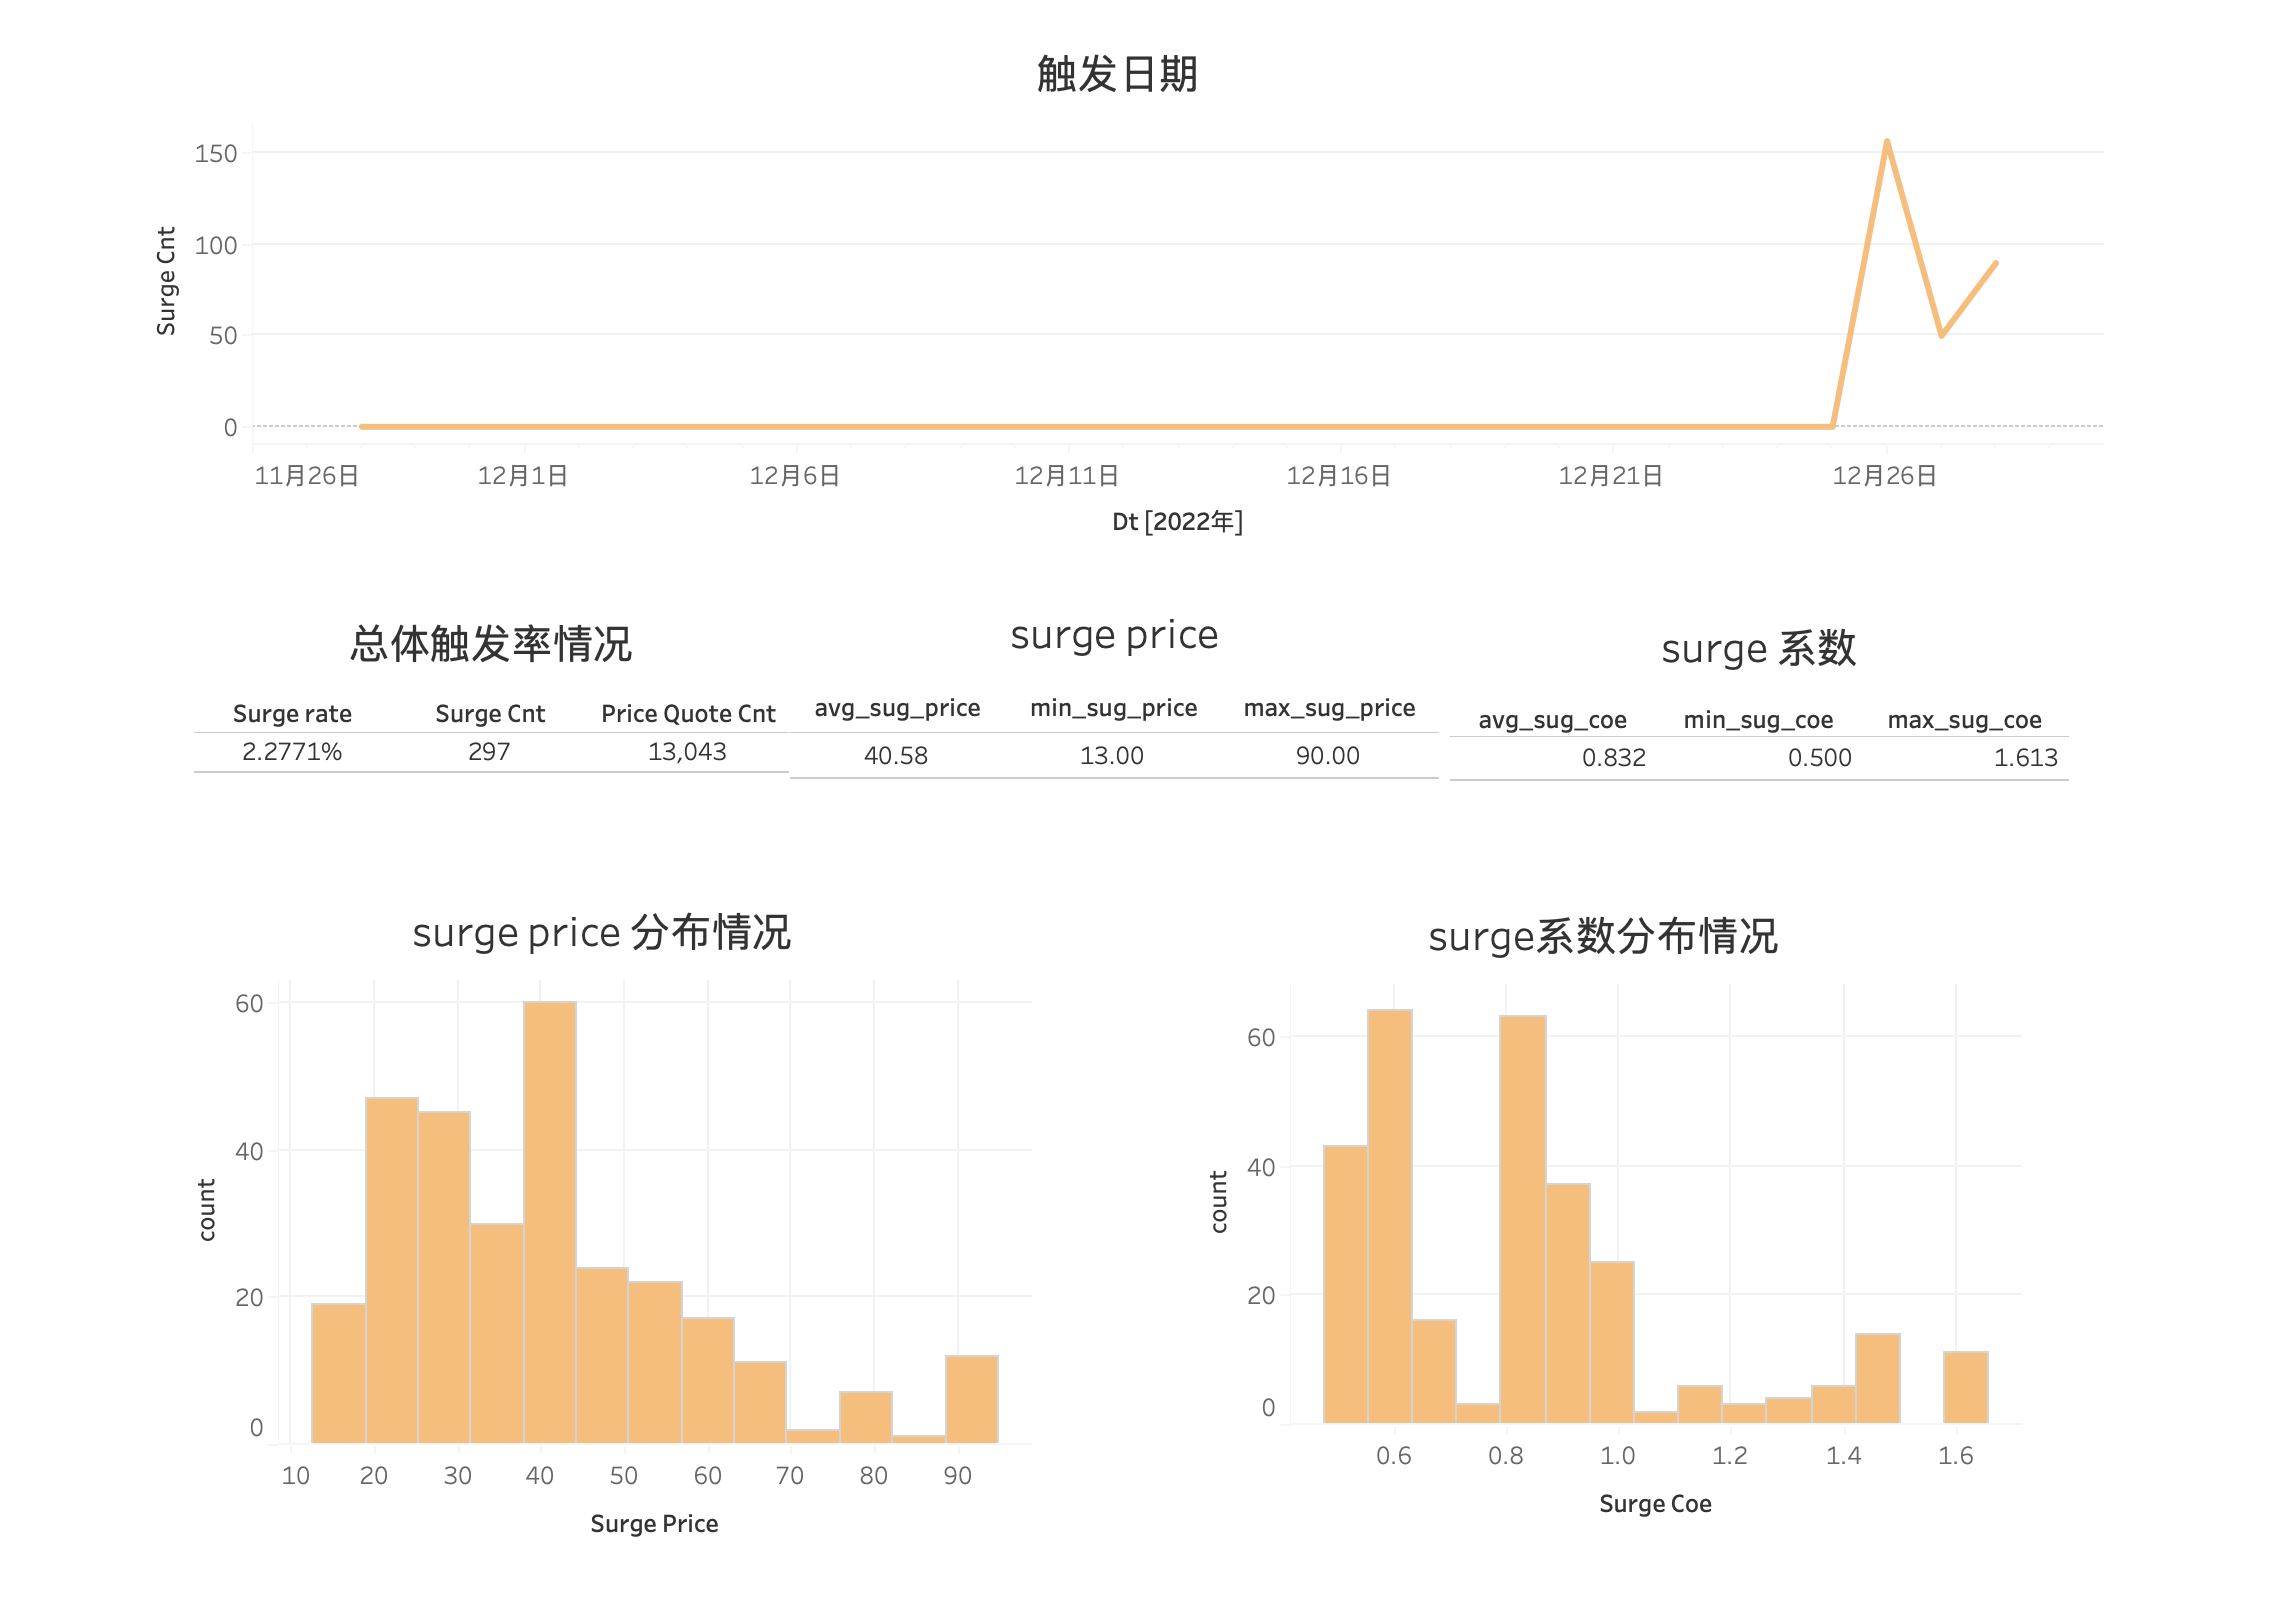 触发日期
150
100
50
0
Surge Cnt
11月26日 12月1日 12月6日 12月11日 12月16日 12月21日 12月26日
Dt [2022年]
总体触发率情况
Surge rate Surge Cnt Price Quote Cnt
2.2771% 297 13,043
surge price
avg_sug_price min_sug_price max_sug_price
40.58 13.00 90.00
surge 系数
avg_sug_coe min_sug_coe max_sug_coe
0.832 0.500 1.613
surge price 分布情况
60
40
20
0
count
10 20 30 40 50 60 70 80 90
Surge Price
surge系数分布情况
60
40
20
0
count
0.6 0.8 1.0 1.2 1.4 1.6
Surge Coe